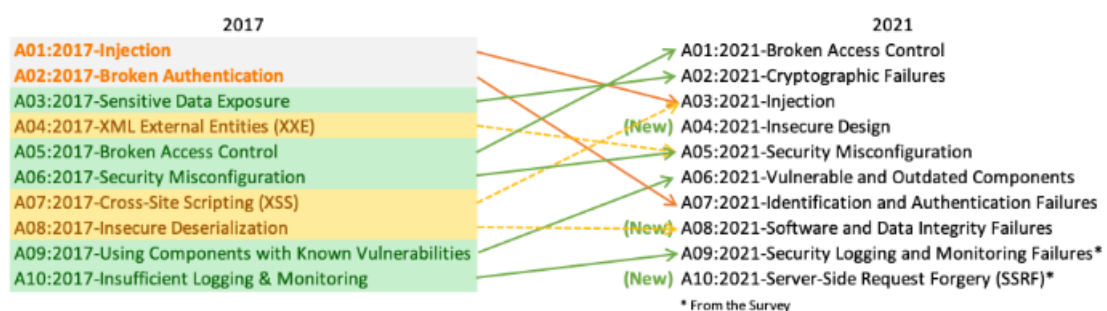 2017
A01:2017-Injection
A02:2017-Broken Authentication
A03:2017-Sensitive Data Exposure
A04:2017-XML External Entities (XXE)
A05:2017-Broken Access Control
A06:2017-Security Misconfiguration
A07:2017-Cross-Site Scripting (XSS)
A08:2017-Insecure Deserialization
A09:2017-Using Components with Known Vulnerabilities
A10:2017-Insufficient Logging & Monitoring
2021
A01:2021-Broken Access Control
A02:2021-Cryptographic Failures
A03:2021-Injection
(New) A04:2021-Insecure Design
A05:2021-Security Misconfiguration
A06:2021-Vulnerable and Outdated Components
A07:2021-Identification and Authentication Failures
(New) A08:2021-Software and Data Integrity Failures
A09:2021-Security Logging and Monitoring Failures*
(New) A10:2021-Server-Side Request Forgery (SSRF)*
* From the Survey